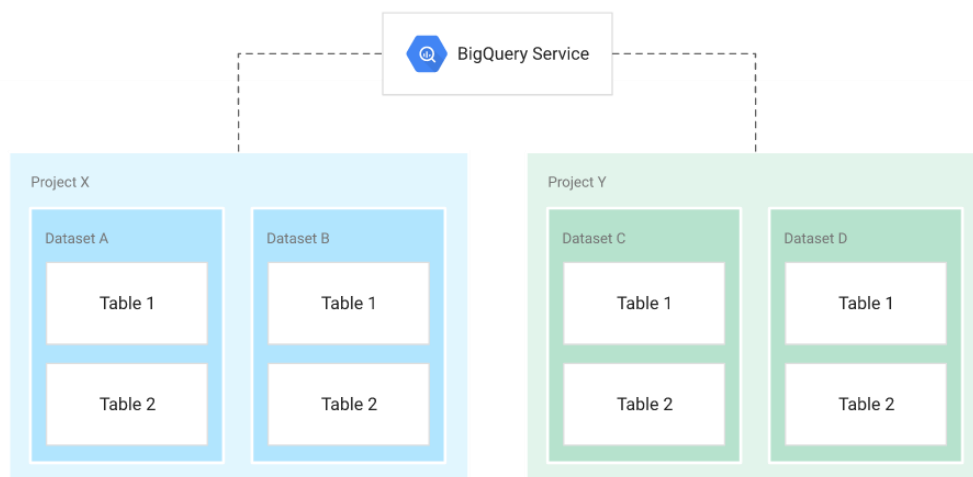 BigQuery Service
Project X
Dataset A
Table 1
Table 2
Dataset B
Table 1
Table 2
Project Y
Dataset C
Table 1
Table 2
Dataset D
Table 1
Table 2